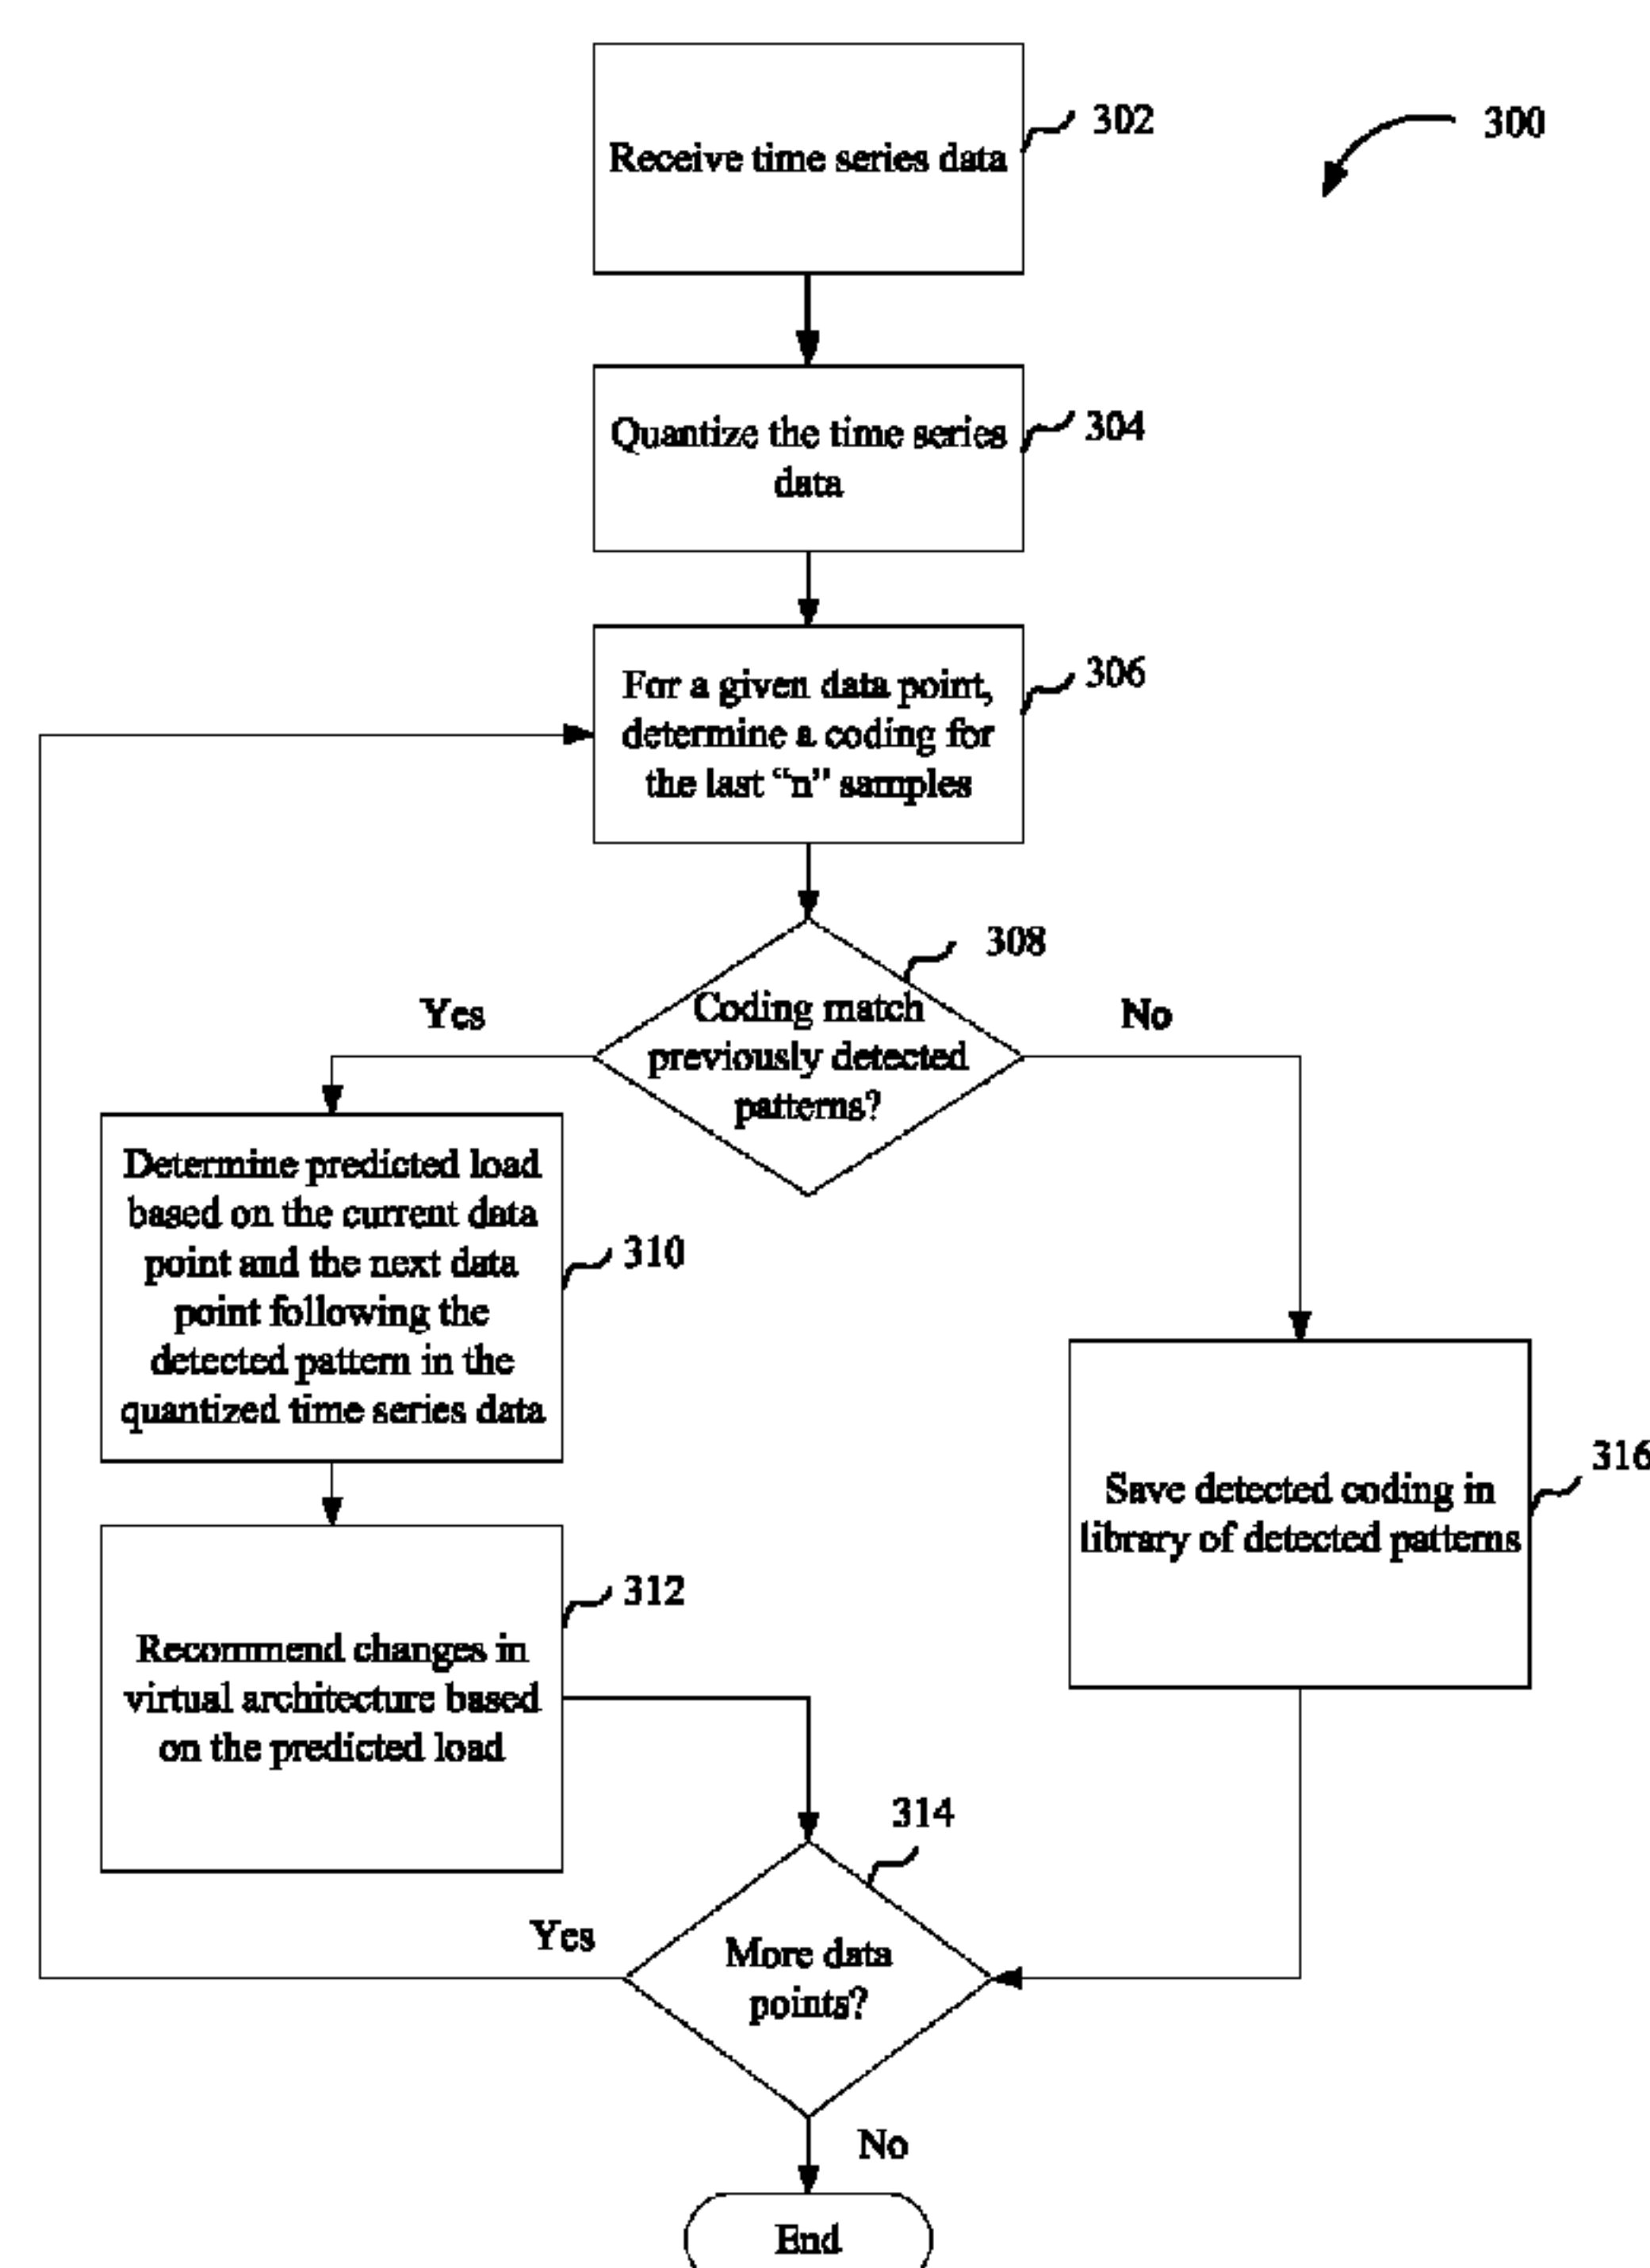 302
300
Receive time series data
304
Quantize the time series
data
306
For a given data point,
determine a coding for
the last “n” samples
308
Yes
Coding match
previously detected
patterns?
No
Determine predicted load
based on the current data
point and the next data
point following the
detected pattern in the
quantized time series data
310
316
Save detected coding in
library of detected patterns
312
Recommend changes in
virtual architecture based
on the predicted load
314
Yes
More data
points?
No
End